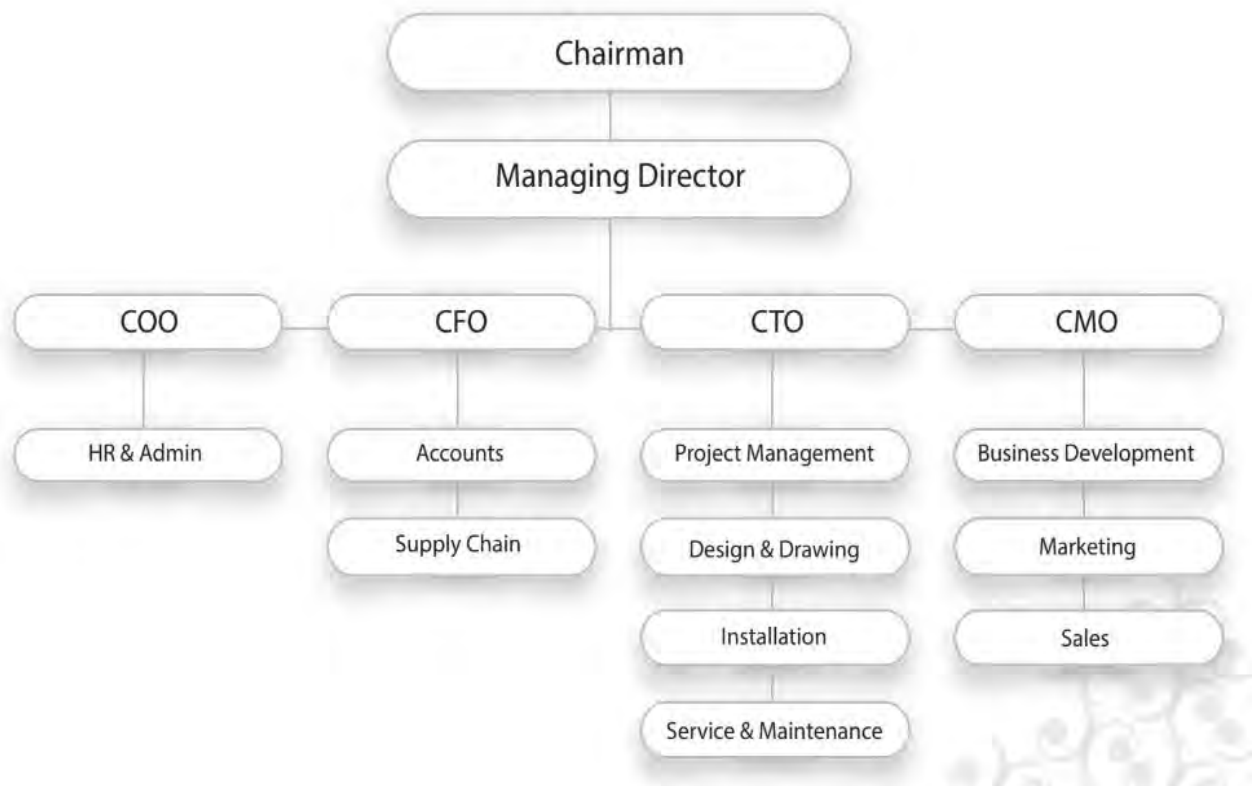 Chairman
Managing Director
COO
CFO
CTO
CMO
HR & Admin
Accounts
Project Management
Business Development
Supply Chain
Design & Drawing
Marketing
Installation
Sales
Service & Maintenance